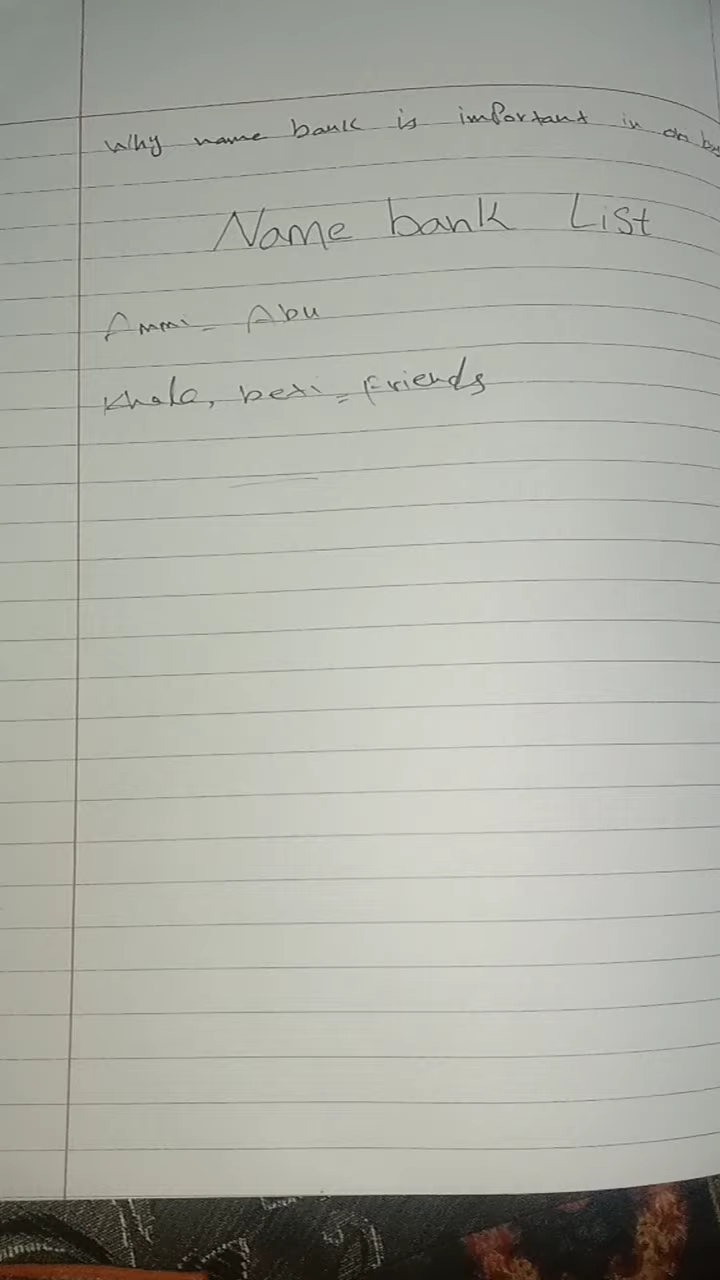 Why name bank is important in
Name bank List
Ammi - Abu
Khala, beti = Friends